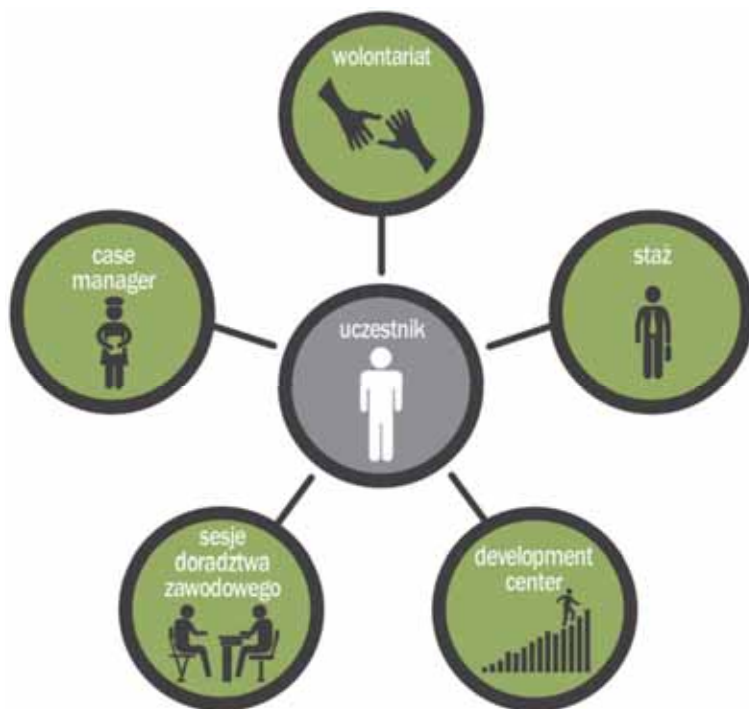 wolontariat
case
manager
staż
uczestnik
sesje
doradztwa
zawodowego
development
center